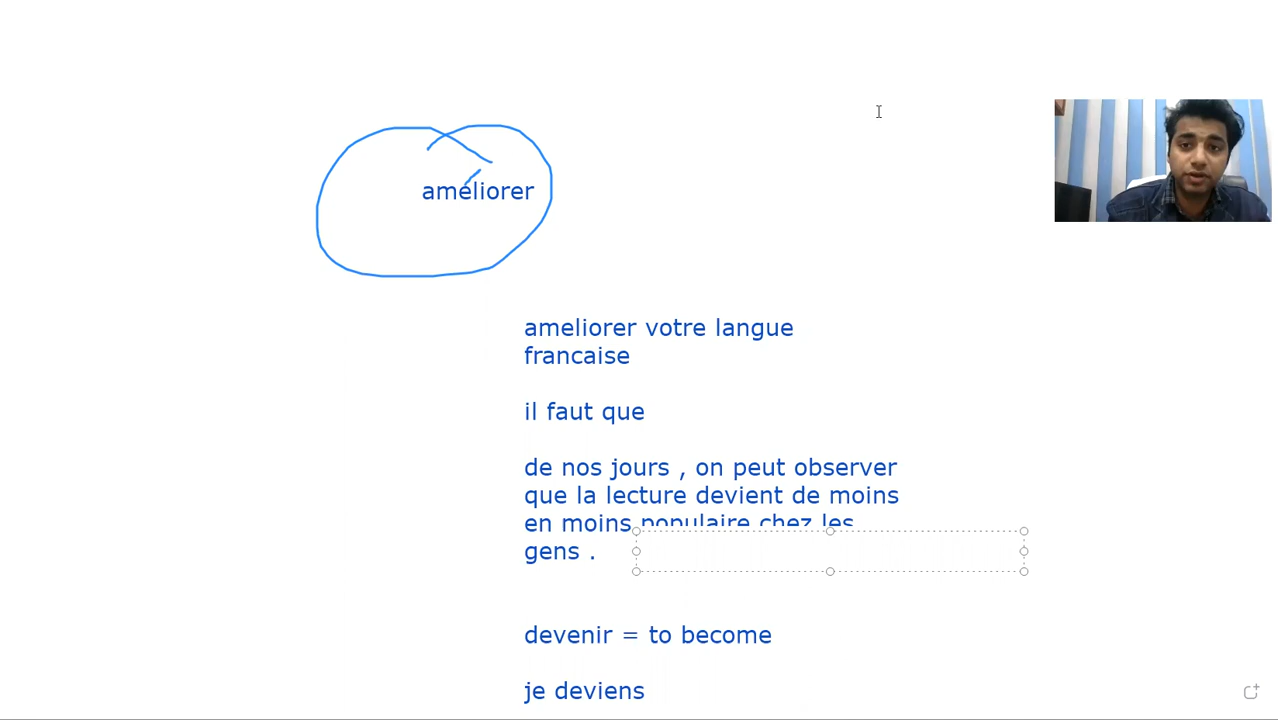 améliorer
ameliorer votre langue
francaise
il faut que
de nos jours , on peut observer
que la lecture devient de moins
en moins populaire chez les
gens .
devenir = to become
je deviens